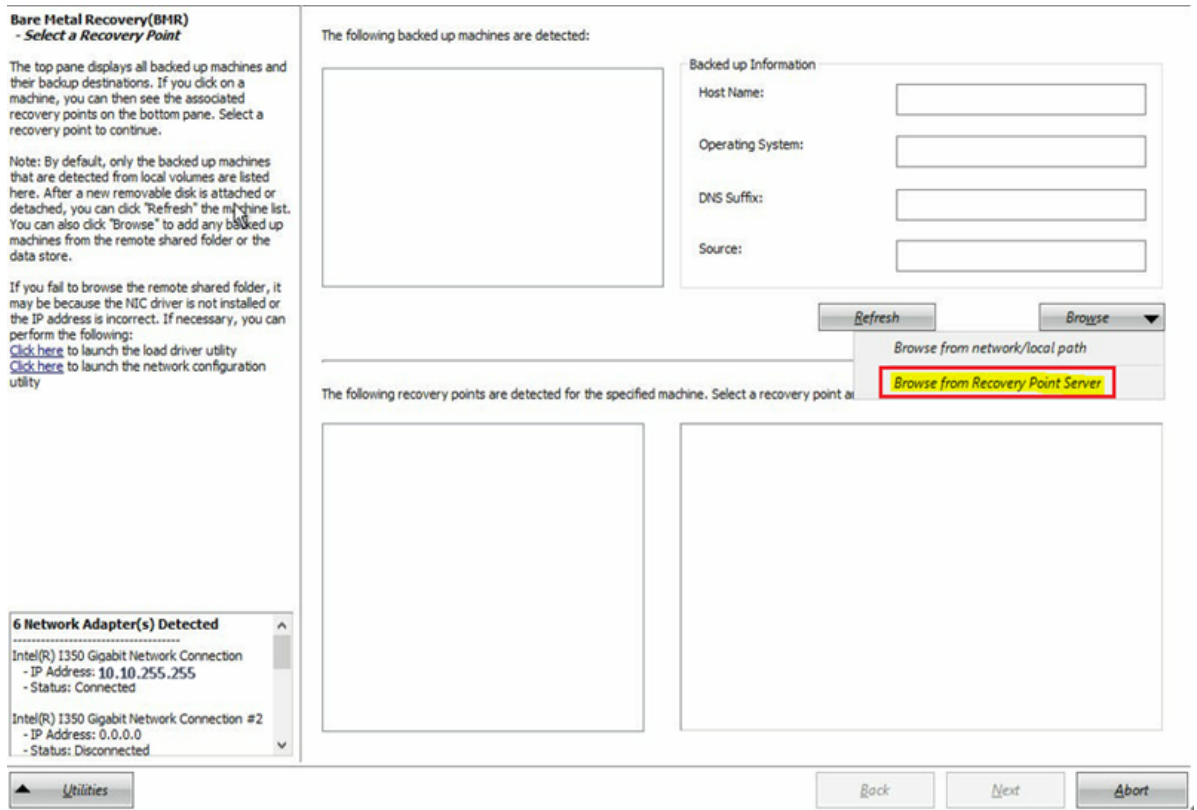 Bare Metal Recovery(BMR)
- Select a Recovery Point
The top pane displays all backed up machines and
their backup destinations. If you click on a
machine, you can then see the associated
recovery points on the bottom pane. Select a
recovery point to continue.
Note: By default, only the backed up machines
that are detected from local volumes are listed
here. After a new removable disk is attached or
detached, you can click "Refresh" the machine list.
You can also click "Browse" to add any backed up
machines from the remote shared folder or the
data store.
If you fail to browse the remote shared folder, it
may be because the NIC driver is not installed or
the IP address is incorrect. If necessary, you can
perform the following:
Click here to launch the load driver utility
Click here to launch the network configuration
utility
6 Network Adapter(s) Detected
------------------------------------
Intel(R) I350 Gigabit Network Connection
- IP Address: 10.10.255.255
- Status: Connected
Intel(R) I350 Gigabit Network Connection #2
- IP Address: 0.0.0.0
- Status: Disconnected
The following backed up machines are detected:
Backed up Information
Host Name:
Operating System:
DNS Suffix:
Source:
Refresh
Browse
Browse from network/local path
Browse from Recovery Point Server
The following recovery points are detected for the specified machine. Select a recovery point
Utilities
Back
Next
Abort